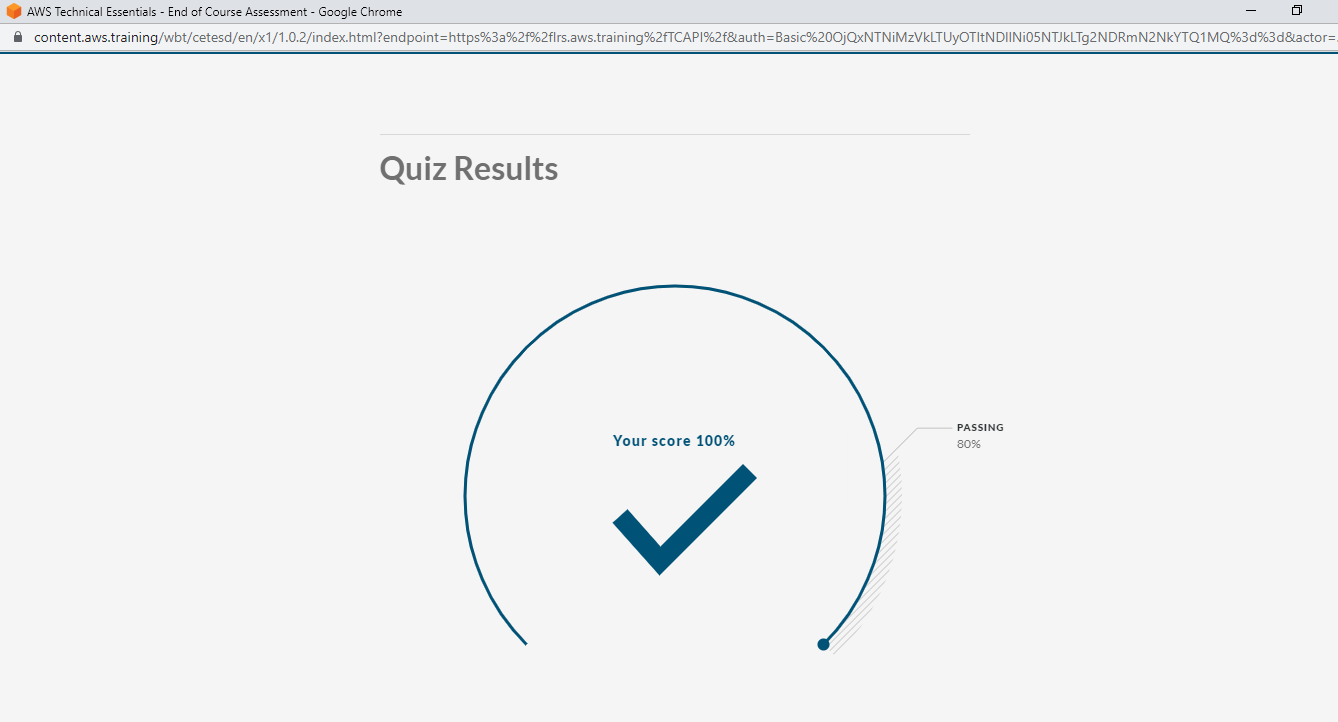 AWS Technical Essentials - End of Course Assessment - Google Chrome
content.aws.training/wbt/cetesd/en/x1/1.0.2/index.html?endpoint=https%3a%2f%2flrs.aws.training%2fTCAPI%2f&auth=Basic%20OjQxNTNiMzVkLTUyOTItNDllNi05NTJkLTg2NDRmN2NkYTQ1MQ%3d%3d&actor=
Quiz Results
Your score 100%
PASSING
80%